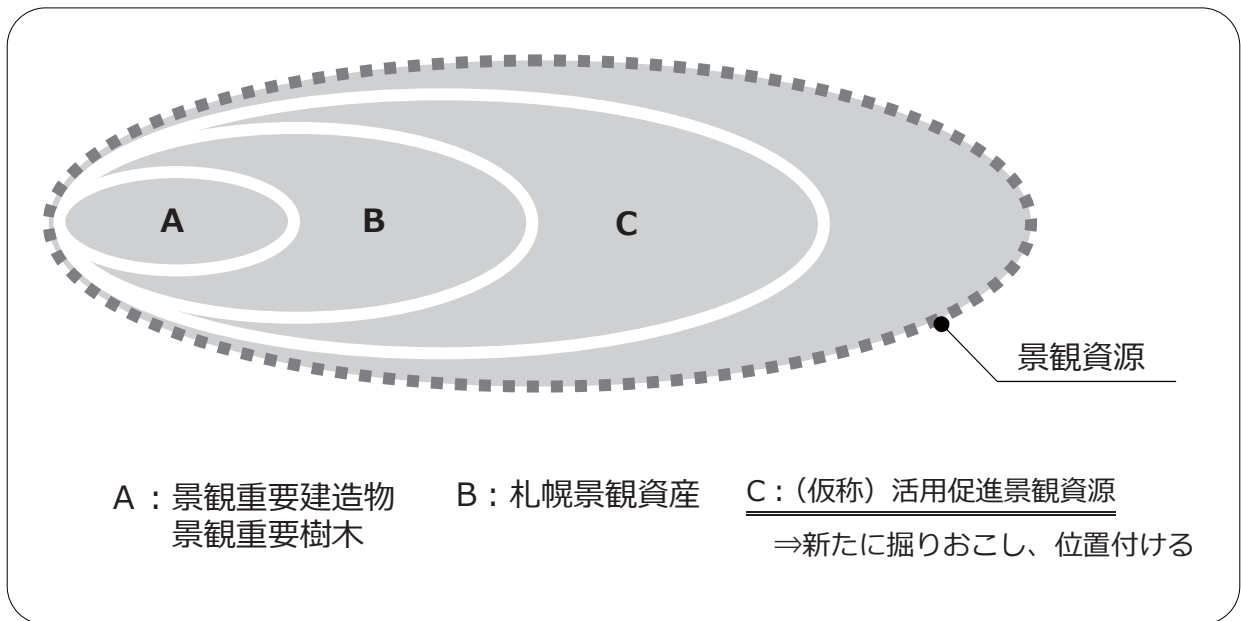 A
B
C
景観資源
A：景観重要建造物
景観重要樹木
B：札幌景観資産
C：（仮称）活用促進景観資源
⇒新たに掘りおこし、位置付ける